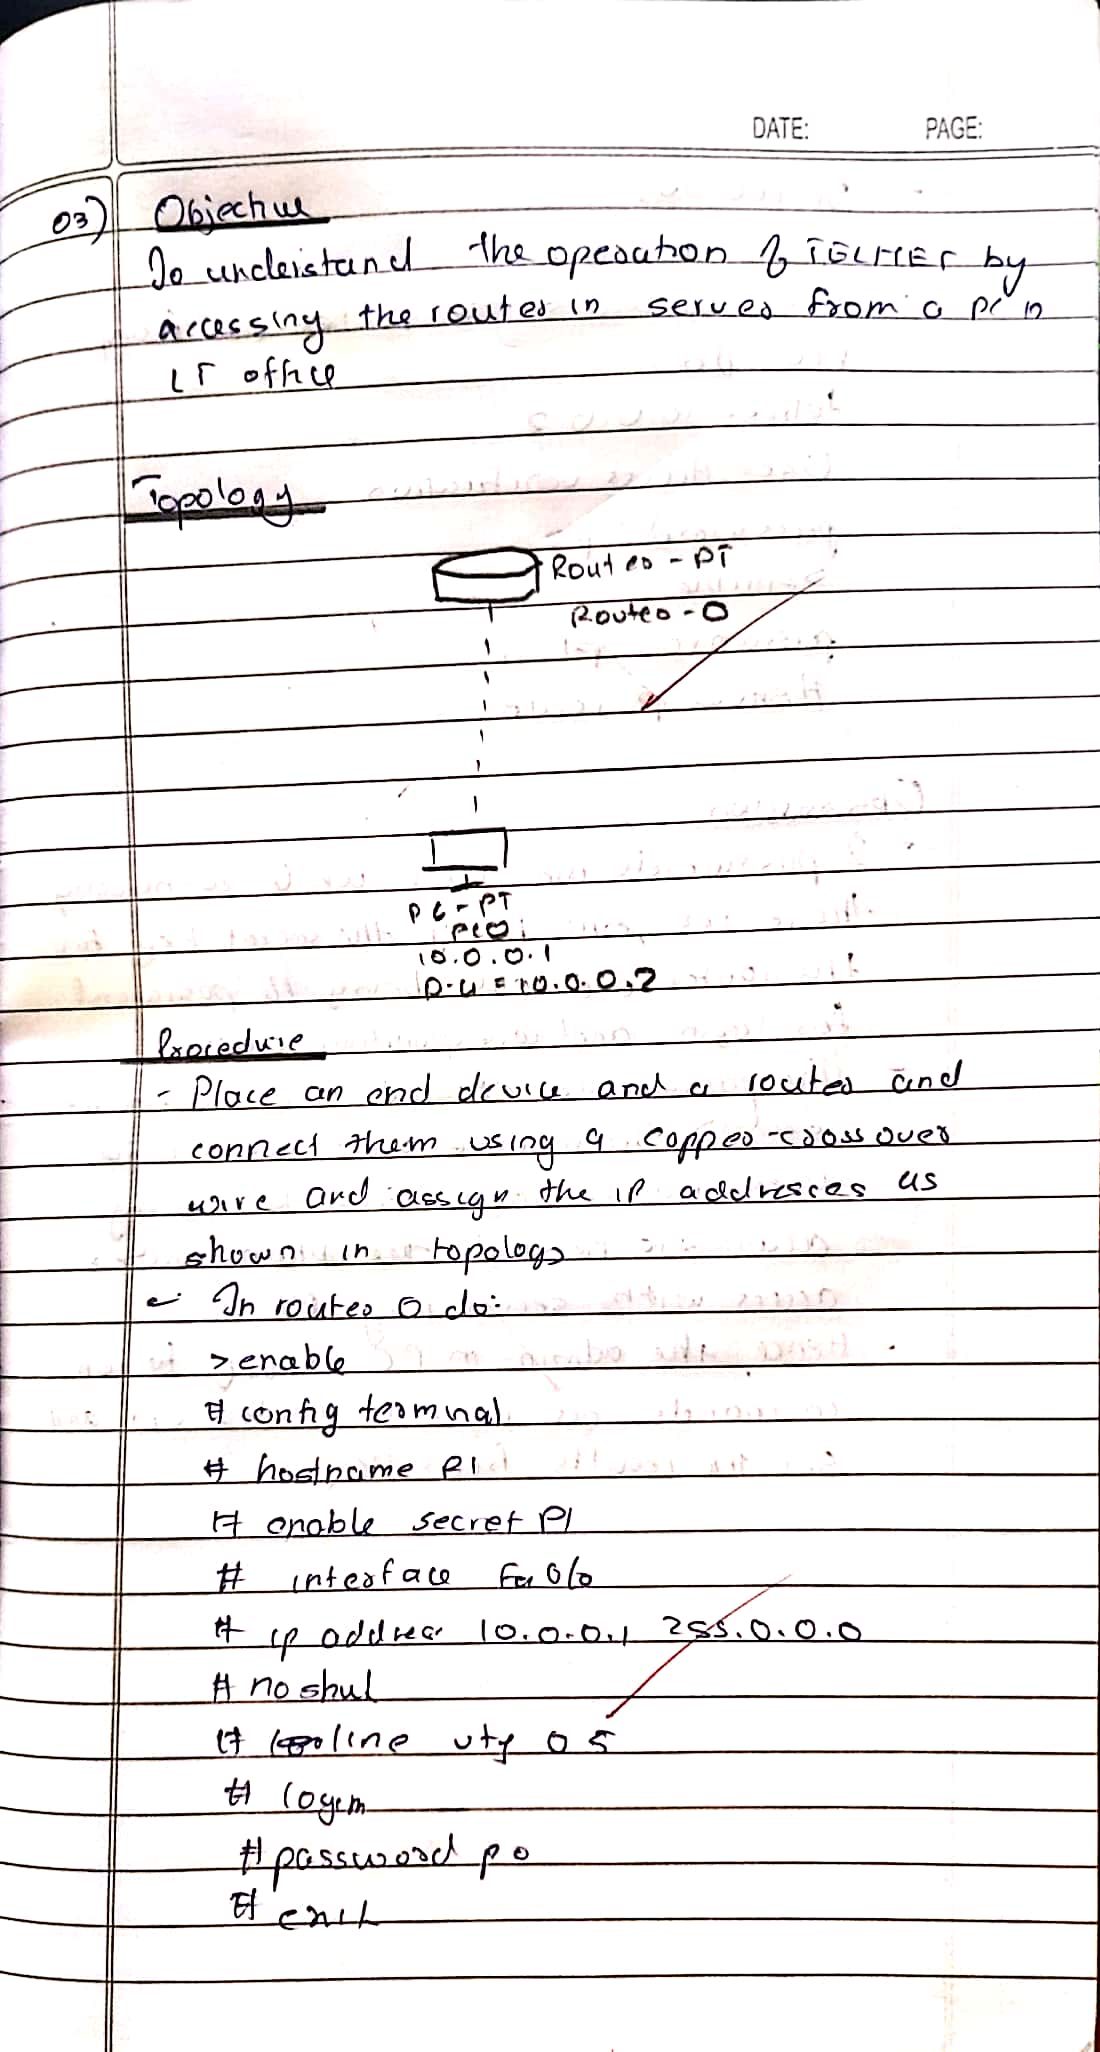 DATE: PAGE:
03) Objective
To understand the operation of TELNET by
accessing the router in server from a PC in
IT office
Topology
Router - PT
Router - 0
PC - PT
PC0
10.0.0.1
D.G = 10.0.0.2
Procedure
- Place an end device and a router and
connect them using a copper-cross over
wire and assign the IP addresses as
shown in topology
In router 0 do:
> enable
# config terminal
# hostname R1
# enable secret P1
# interface Fa 0/0
# ip address 10.0.0.1 255.0.0.0
# no shut
# line vty 0 5
# login
# password p0
# exit